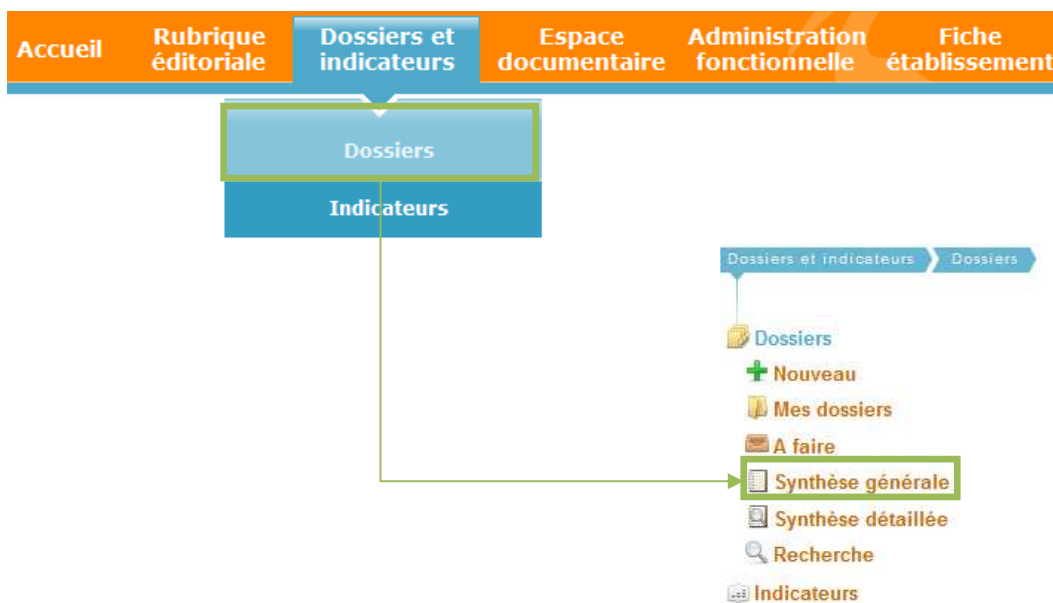 Accueil
Rubrique
éditoriale
Dossiers et
indicateurs
Espace
documentaire
Administration
fonctionnelle
Fiche
établissement
Dossiers
Indicateurs
Dossiers et indicateurs
Dossiers
Dossiers
Nouveau
Mes dossiers
A faire
Synthèse générale
Synthèse détaillée
Recherche
Indicateurs